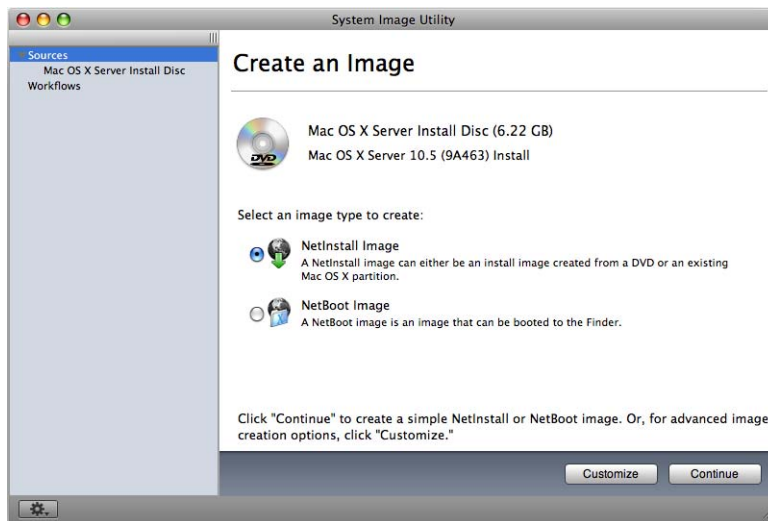 System Image Utility
Sources
Mac OS X Server Install Disc
Workflows
Create an Image
DVD
Mac OS X Server Install Disc (6.22 GB)
Mac OS X Server 10.5 (9A463) Install
Select an image type to create:
NetInstall Image
A NetInstall image can either be an install image created from a DVD or an existing
Mac OS X partition.
NetBoot Image
A NetBoot image is an image that can be booted to the Finder.
Click "Continue" to create a simple NetInstall or NetBoot image. Or, for advanced image
creation options, click "Customize."
Customize
Continue